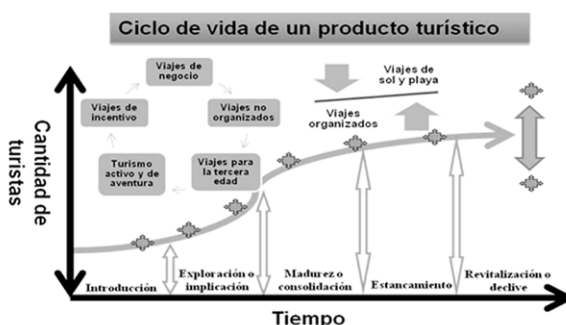 Ciclo de vida de un producto turístico
Viajes de
negocio
Viajes de
incentivo
Viajes no
organizados
Turismo
activo y de
aventura
Viajes para
la tercera
edad
Viajes de
sol y playa
Viajes
organizados
Cantidad de
turistas
Introducción
Exploración o
implicación
Madurez o
consolidación
Estancamiento
Revitalización o
declive
Tiempo